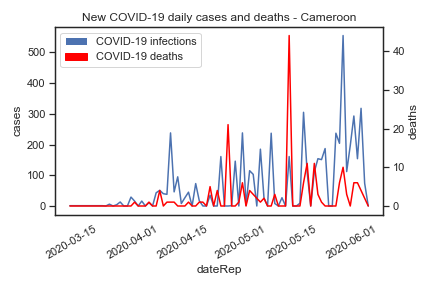 New COVID-19 daily cases and deaths - Cameroon
COVID-19 infections
COVID-19 deaths
500
400
300
200
100
0
cases
40
30
20
10
0
deaths
2020-03-15
2020-04-01
2020-04-15
2020-05-01
2020-05-15
2020-06-01
dateRep